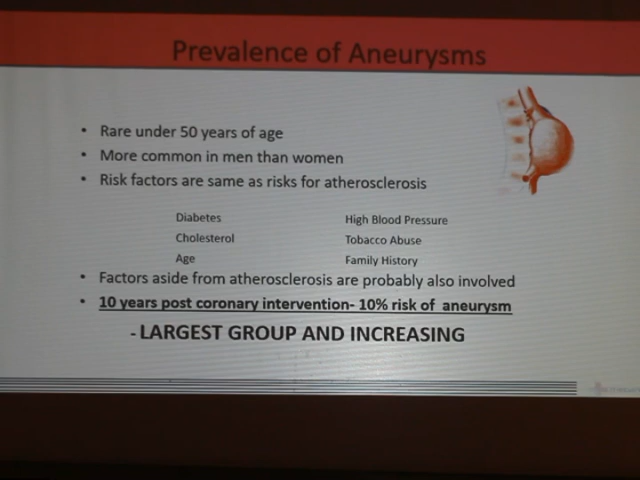 Prevalence of Aneurysms
• Rare under 50 years of age
• More common in men than women
• Risk factors are same as risks for atherosclerosis
Diabetes High Blood Pressure
Cholesterol Tobacco Abuse
Age Family History
• Factors aside from atherosclerosis are probably also involved
• 10 years post coronary intervention- 10% risk of aneurysm
- LARGEST GROUP AND INCREASING